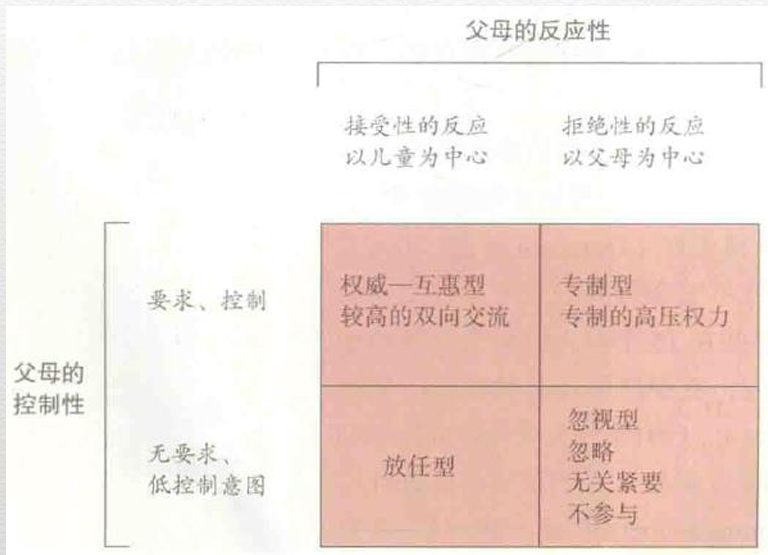 父母的反应性
接受性的反应
以儿童为中心
拒绝性的反应
以父母为中心
父母的
控制性
要求、控制
权威—互惠型
较高的双向交流
专制型
专制的高压权力
无要求、
低控制意图
放任型
忽视型
忽略
无关紧要
不参与